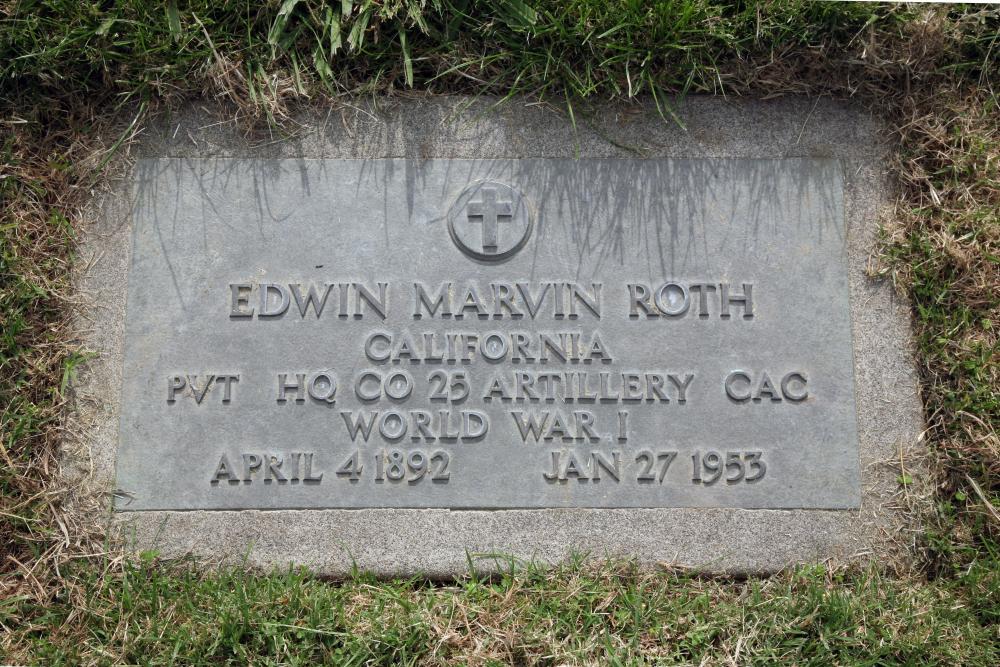 EDWIN MARVIN ROTH
CALIFORNIA
PVT HQ CO 25 ARTILLERY CAC
WORLD WAR I
APRIL 4 1892 JAN 27 1953